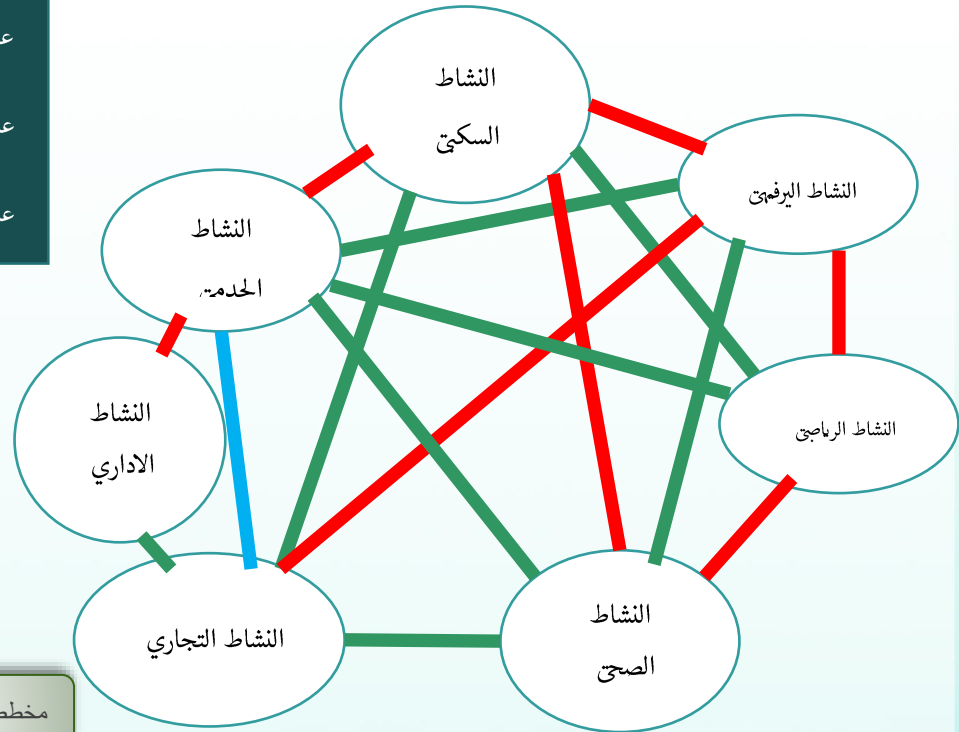 النشاط
السكني
النشاط الترفيهي
النشاط
الخدمي
النشاط
الاداري
النشاط الرياضي
النشاط
الصحي
النشاط التجاري